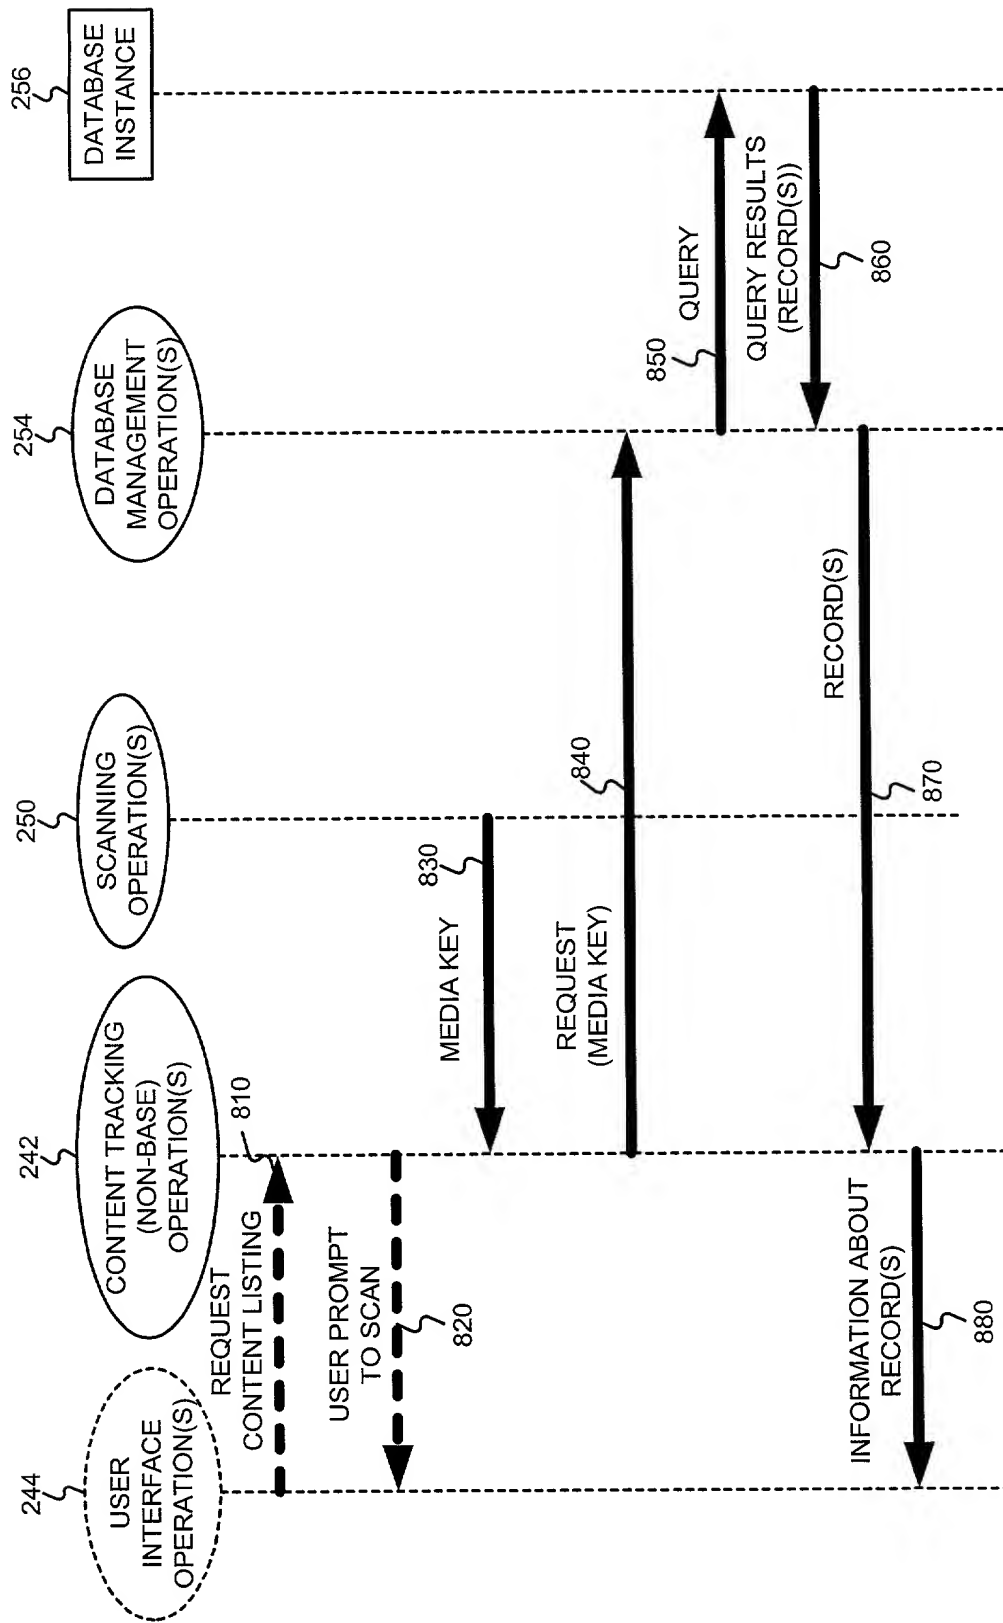 244
USER
INTERFACE
OPERATION(S)
242
CONTENT TRACKING
(NON-BASE)
OPERATION(S)
250
SCANNING
OPERATION(S)
254
DATABASE
MANAGEMENT
OPERATION(S)
256
DATABASE
INSTANCE
REQUEST
CONTENT LISTING
810
USER PROMPT
TO SCAN
820
MEDIA KEY
830
REQUEST
(MEDIA KEY)
840
850
QUERY
QUERY RESULTS
(RECORD(S))
860
RECORD(S)
870
INFORMATION ABOUT
RECORD(S)
880